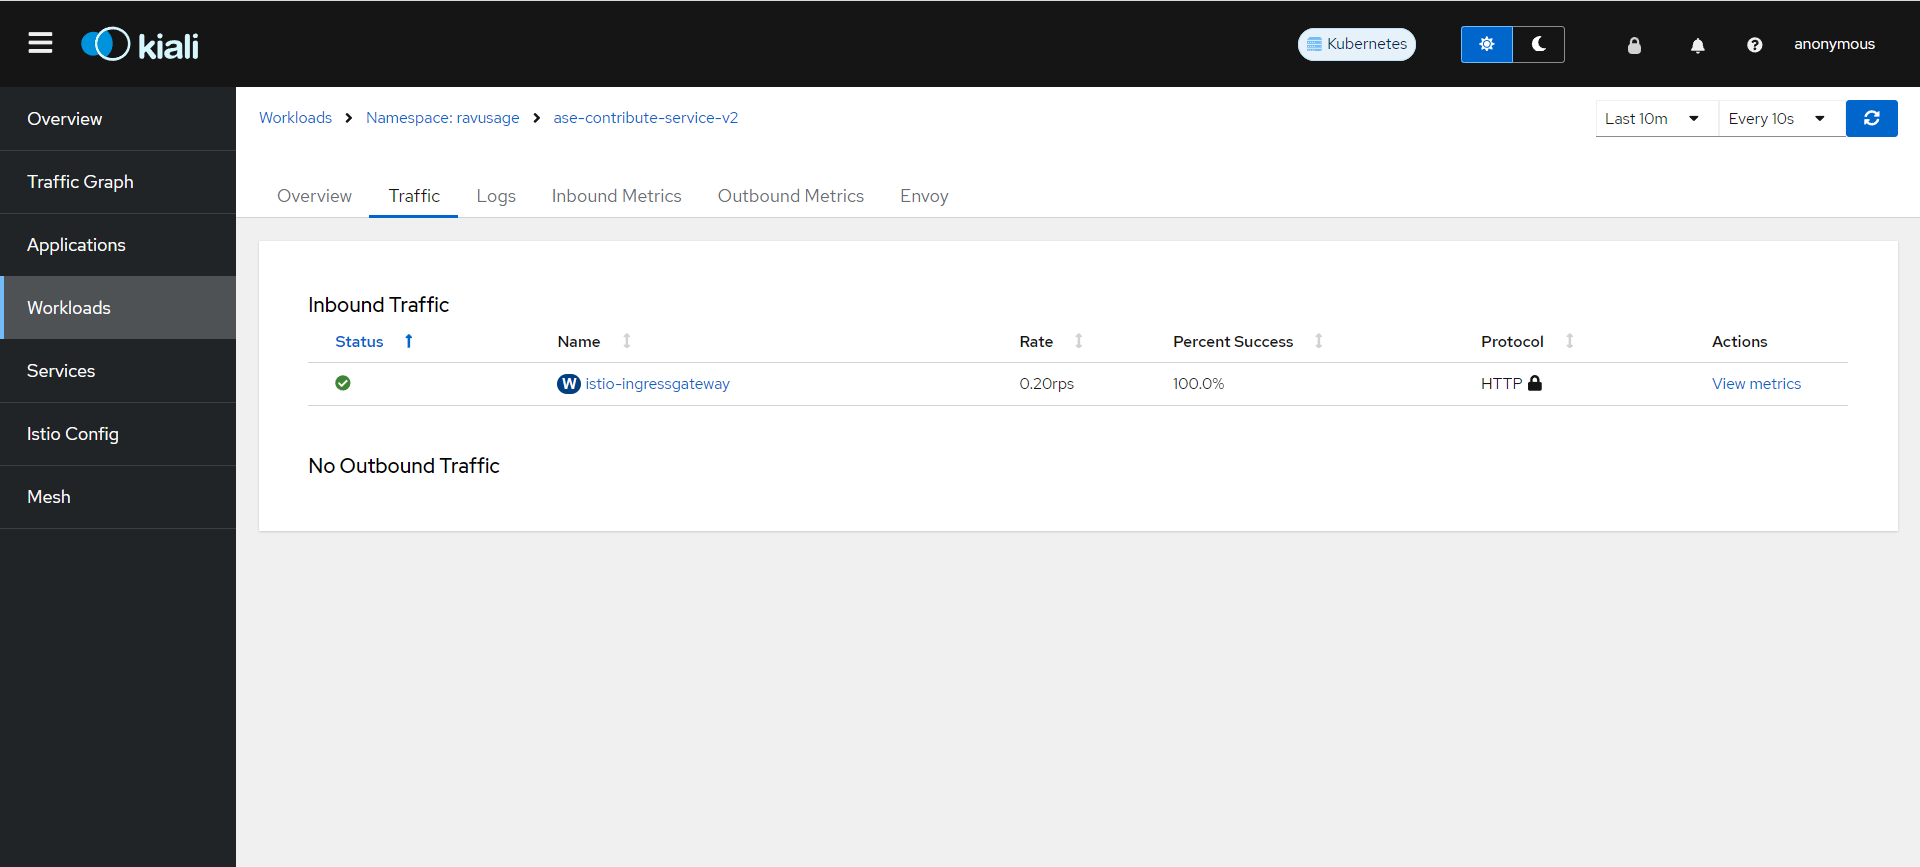 kiali
Kubernetes
anonymous
Overview
Traffic Graph
Applications
Workloads
Services
Istio Config
Mesh
Workloads Namespace: ravusage ase-contribute-service-v2
Last 10m Every 10s
Overview Traffic Logs Inbound Metrics Outbound Metrics Envoy
Inbound Traffic
Status Name Rate Percent Success Protocol Actions
W istio-ingressgateway 0.20rps 100.0% HTTP View metrics
No Outbound Traffic